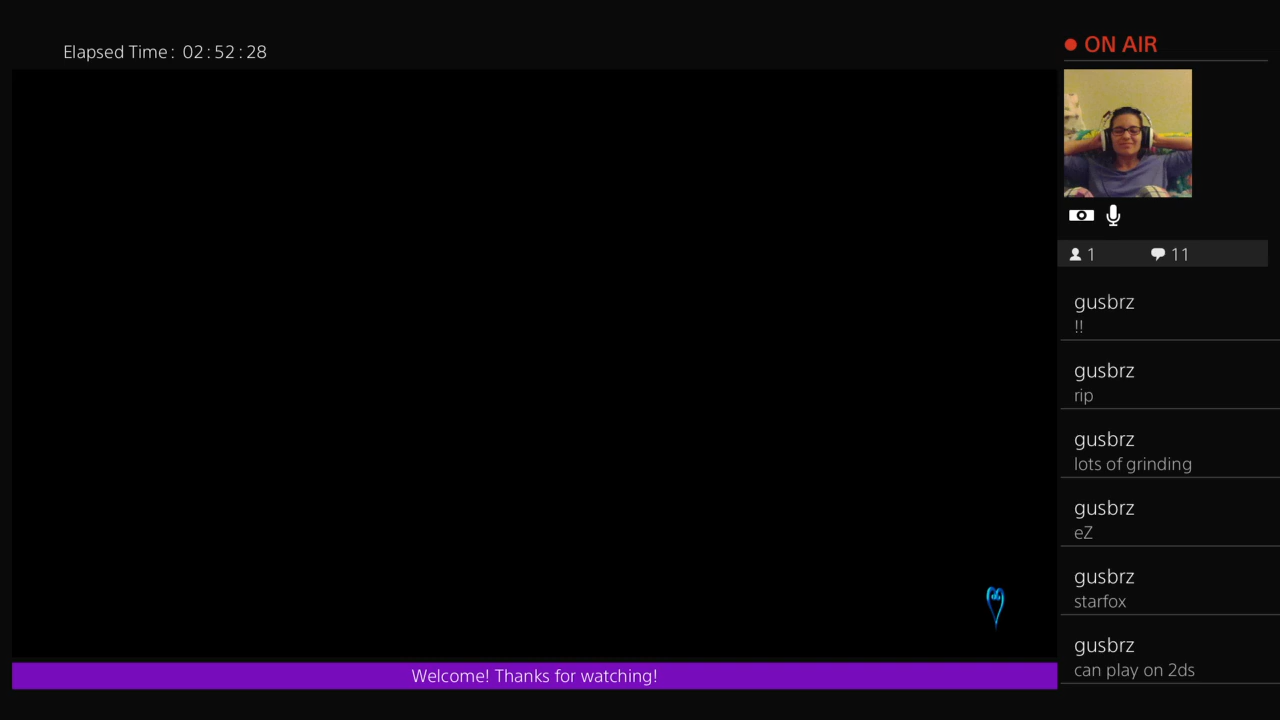 Elapsed Time: 02:52:28
ON AIR
1 11
gusbrz
!!
gusbrz
rip
gusbrz
lots of grinding
gusbrz
eZ
gusbrz
starfox
gusbrz
can play on 2ds
Welcome! Thanks for watching!